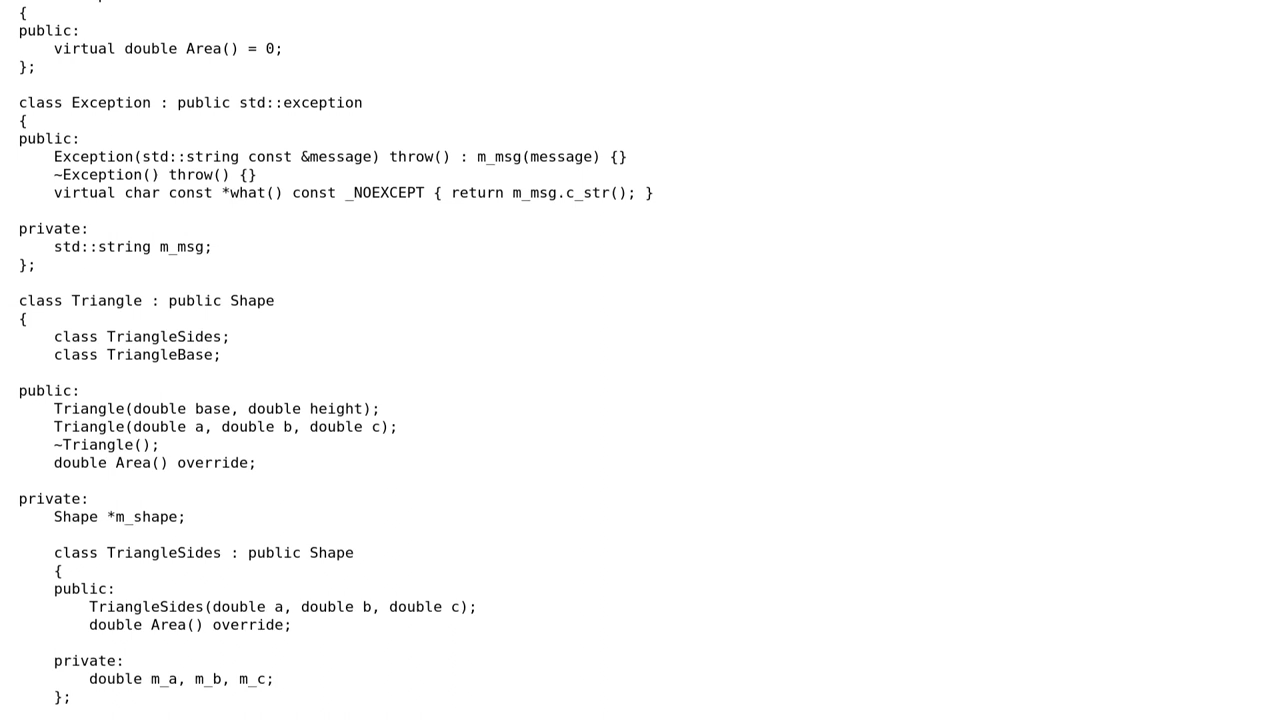 {
public:
    virtual double Area() = 0;
};

class Exception : public std::exception
{
public:
    Exception(std::string const &message) throw() : m_msg(message) {}
    ~Exception() throw() {}
    virtual char const *what() const _NOEXCEPT { return m_msg.c_str(); }

private:
    std::string m_msg;
};

class Triangle : public Shape
{
    class TriangleSides;
    class TriangleBase;

public:
    Triangle(double base, double height);
    Triangle(double a, double b, double c);
    ~Triangle();
    double Area() override;

private:
    Shape *m_shape;

    class TriangleSides : public Shape
    {
    public:
        TriangleSides(double a, double b, double c);
        double Area() override;

    private:
        double m_a, m_b, m_c;
    };